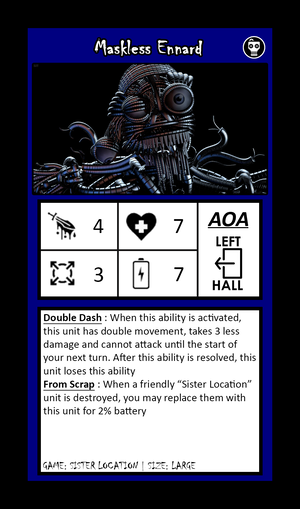 Maskless Ennard
4 7 AOA
LEFT
3 7
HALL
Double Dash : When this ability is activated,
this unit has double movement, takes 3 less
damage and cannot attack until the start of
your next turn. After this ability is resolved, this
unit loses this ability
From Scrap : When a friendly “Sister Location”
unit is destroyed, you may replace them with
this unit for 2% battery
GAME: SISTER LOCATION | SIZE: LARGE